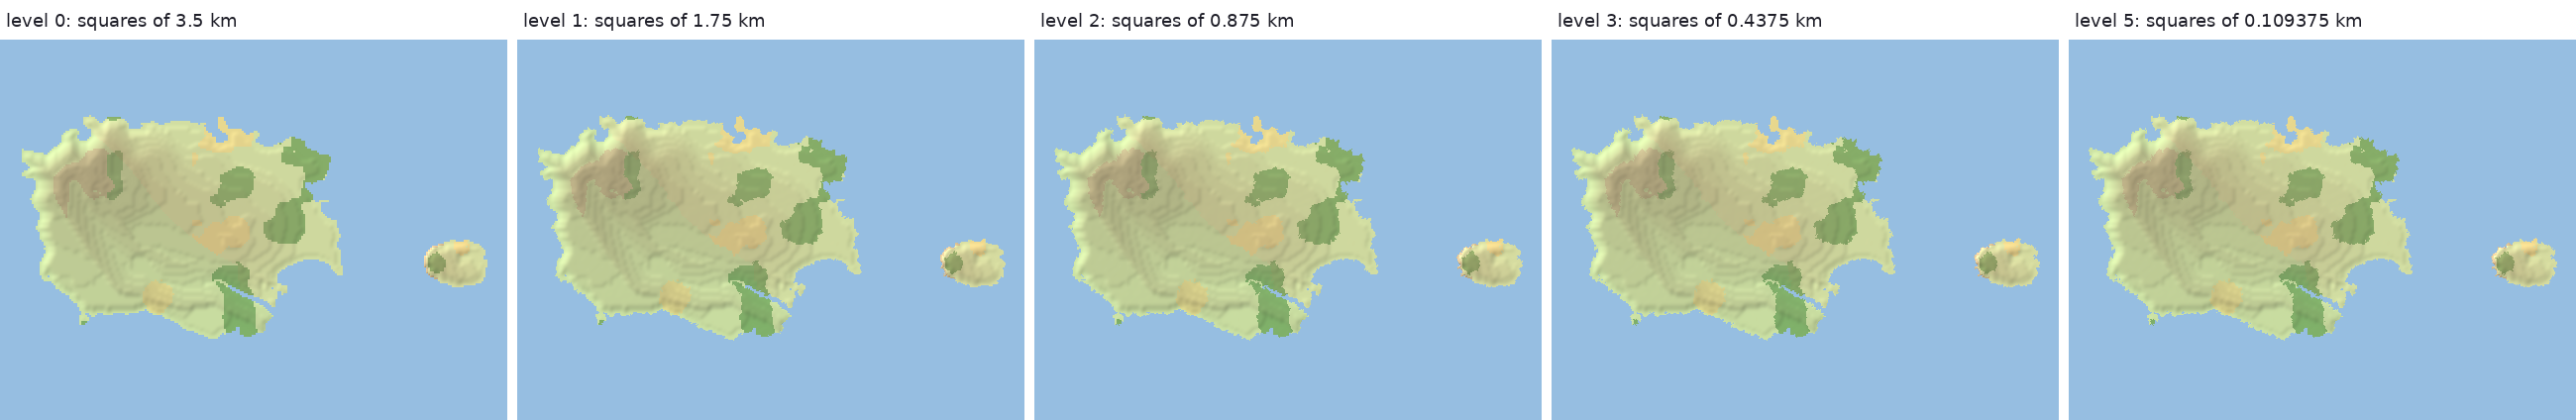 level 0: squares of 3.5 km
level 1: squares of 1.75 km
level 2: squares of 0.875 km
level 3: squares of 0.4375 km
level 5: squares of 0.109375 km